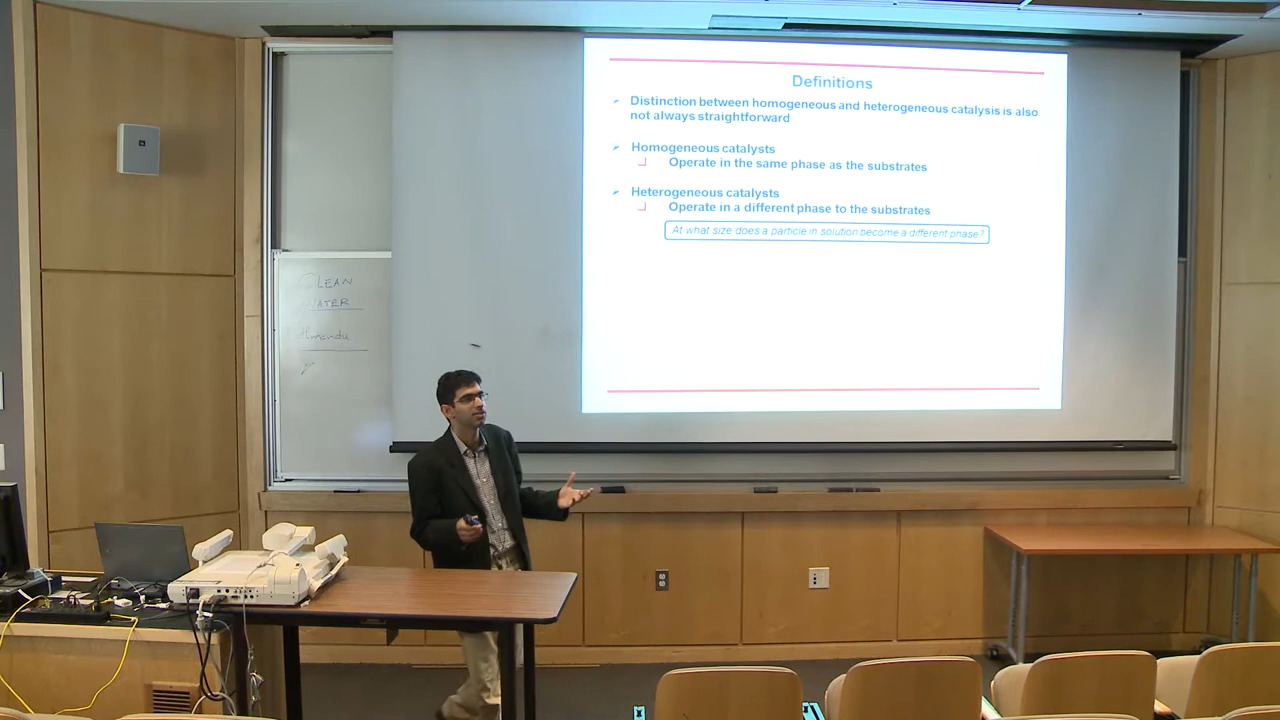 Definitions
Distinction between homogeneous and heterogeneous catalysis is also
not always straightforward
Homogeneous catalysts
Operate in the same phase as the substrates
Heterogeneous catalysts
Operate in a different phase to the substrates
At what size does a particle in solution become a different phase?
CLEAN
WATER